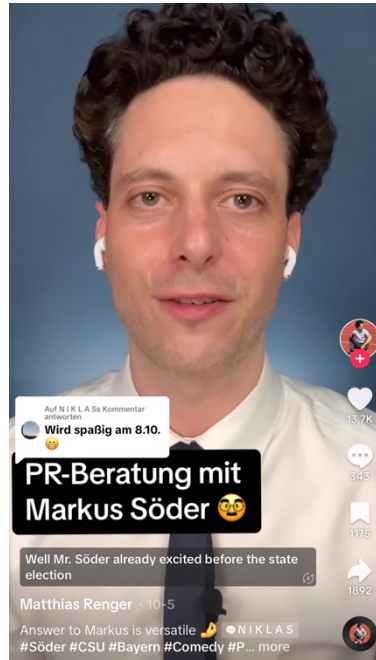 Auf N I K L A Ss Kommentar
antworten
Wird spaßig am 8.10.
😁
PR-Beratung mit
Markus Söder 🥸
13,7K
343
1175
1892
Well Mr. Söder already excited before the state
election
Matthias Renger · 10-5
Answer to Markus is versatile 🤌 N I K L A S
#Söder #CSU #Bayern #Comedy #P... more